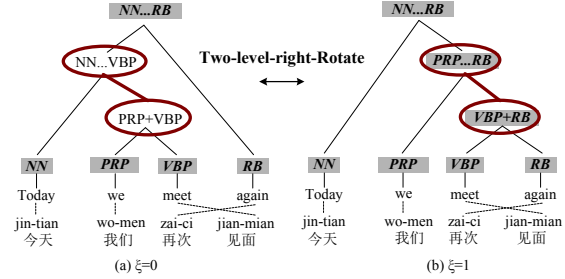 NN...RB
NN...VBP
PRP+VBP
NN PRP VBP RB
Today we meet again
jin-tian wo-men zai-ci jian-mian
今天 我们 再次 见面
(a) ξ=0
Two-level-right-Rotate
NN...RB
PRP...RB
VBP+RB
NN PRP VBP RB
Today we meet again
jin-tian wo-men zai-ci jian-mian
今天 我们 再次 见面
(b) ξ=1